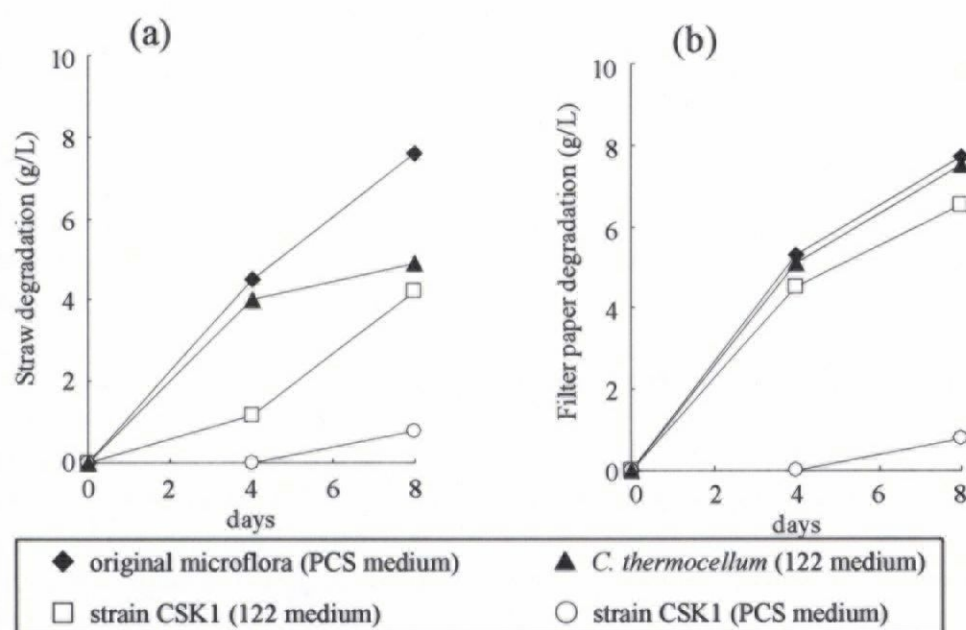 (a)
10
8
6
4
2
0
Straw degradation (g/L)
0 2 4 6 8
days
(b)
10
8
6
4
2
0
Filter paper degradation (g/L)
0 2 4 6 8
days
original microflora (PCS medium)
C. thermocellum (122 medium)
strain CSK1 (122 medium)
strain CSK1 (PCS medium)